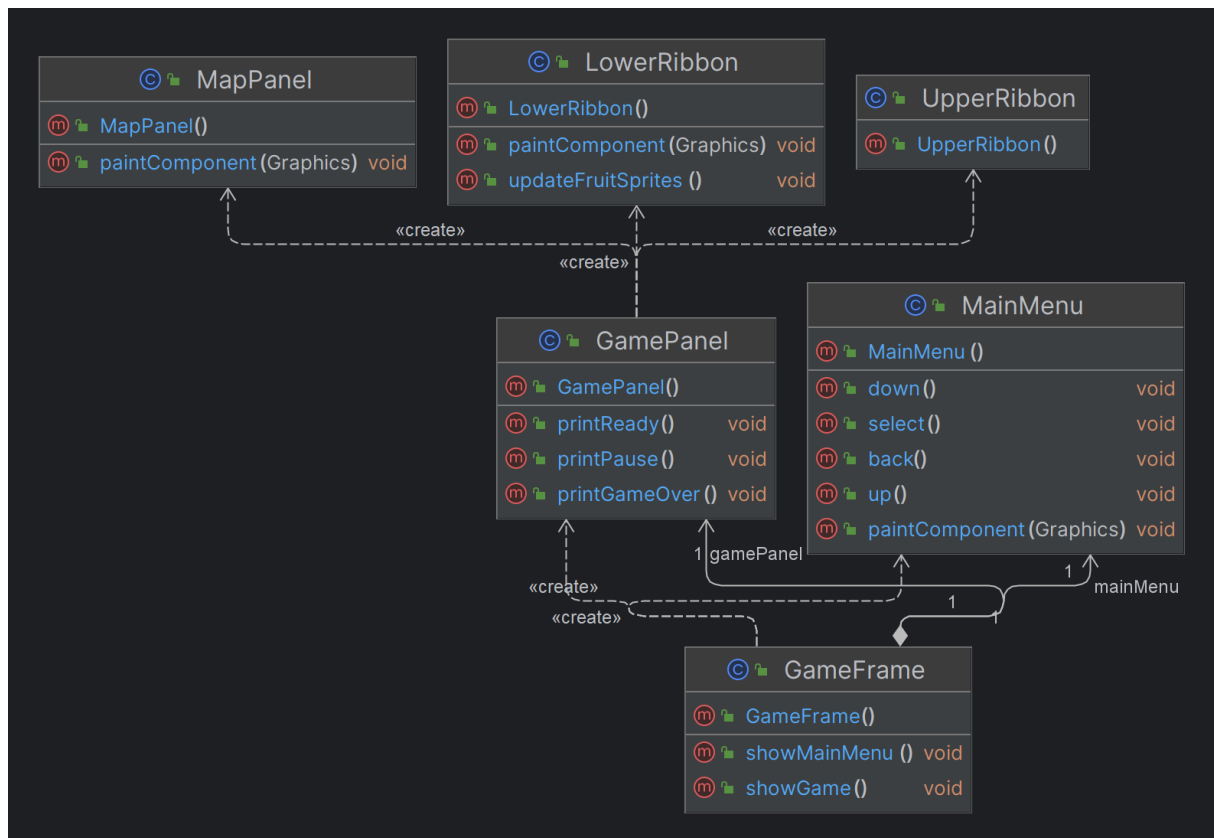 MapPanel
MapPanel()
paintComponent(Graphics) void
LowerRibbon
LowerRibbon()
paintComponent(Graphics) void
updateFruitSprites () void
UpperRibbon
UpperRibbon()
«create»
«create»
«create»
GamePanel
GamePanel()
printReady() void
printPause() void
printGameOver () void
MainMenu
MainMenu ()
down() void
select() void
back() void
up() void
paintComponent(Graphics) void
1 gamePanel
1
mainMenu
«create»
«create»
1
1
GameFrame
GameFrame()
showMainMenu () void
showGame() void